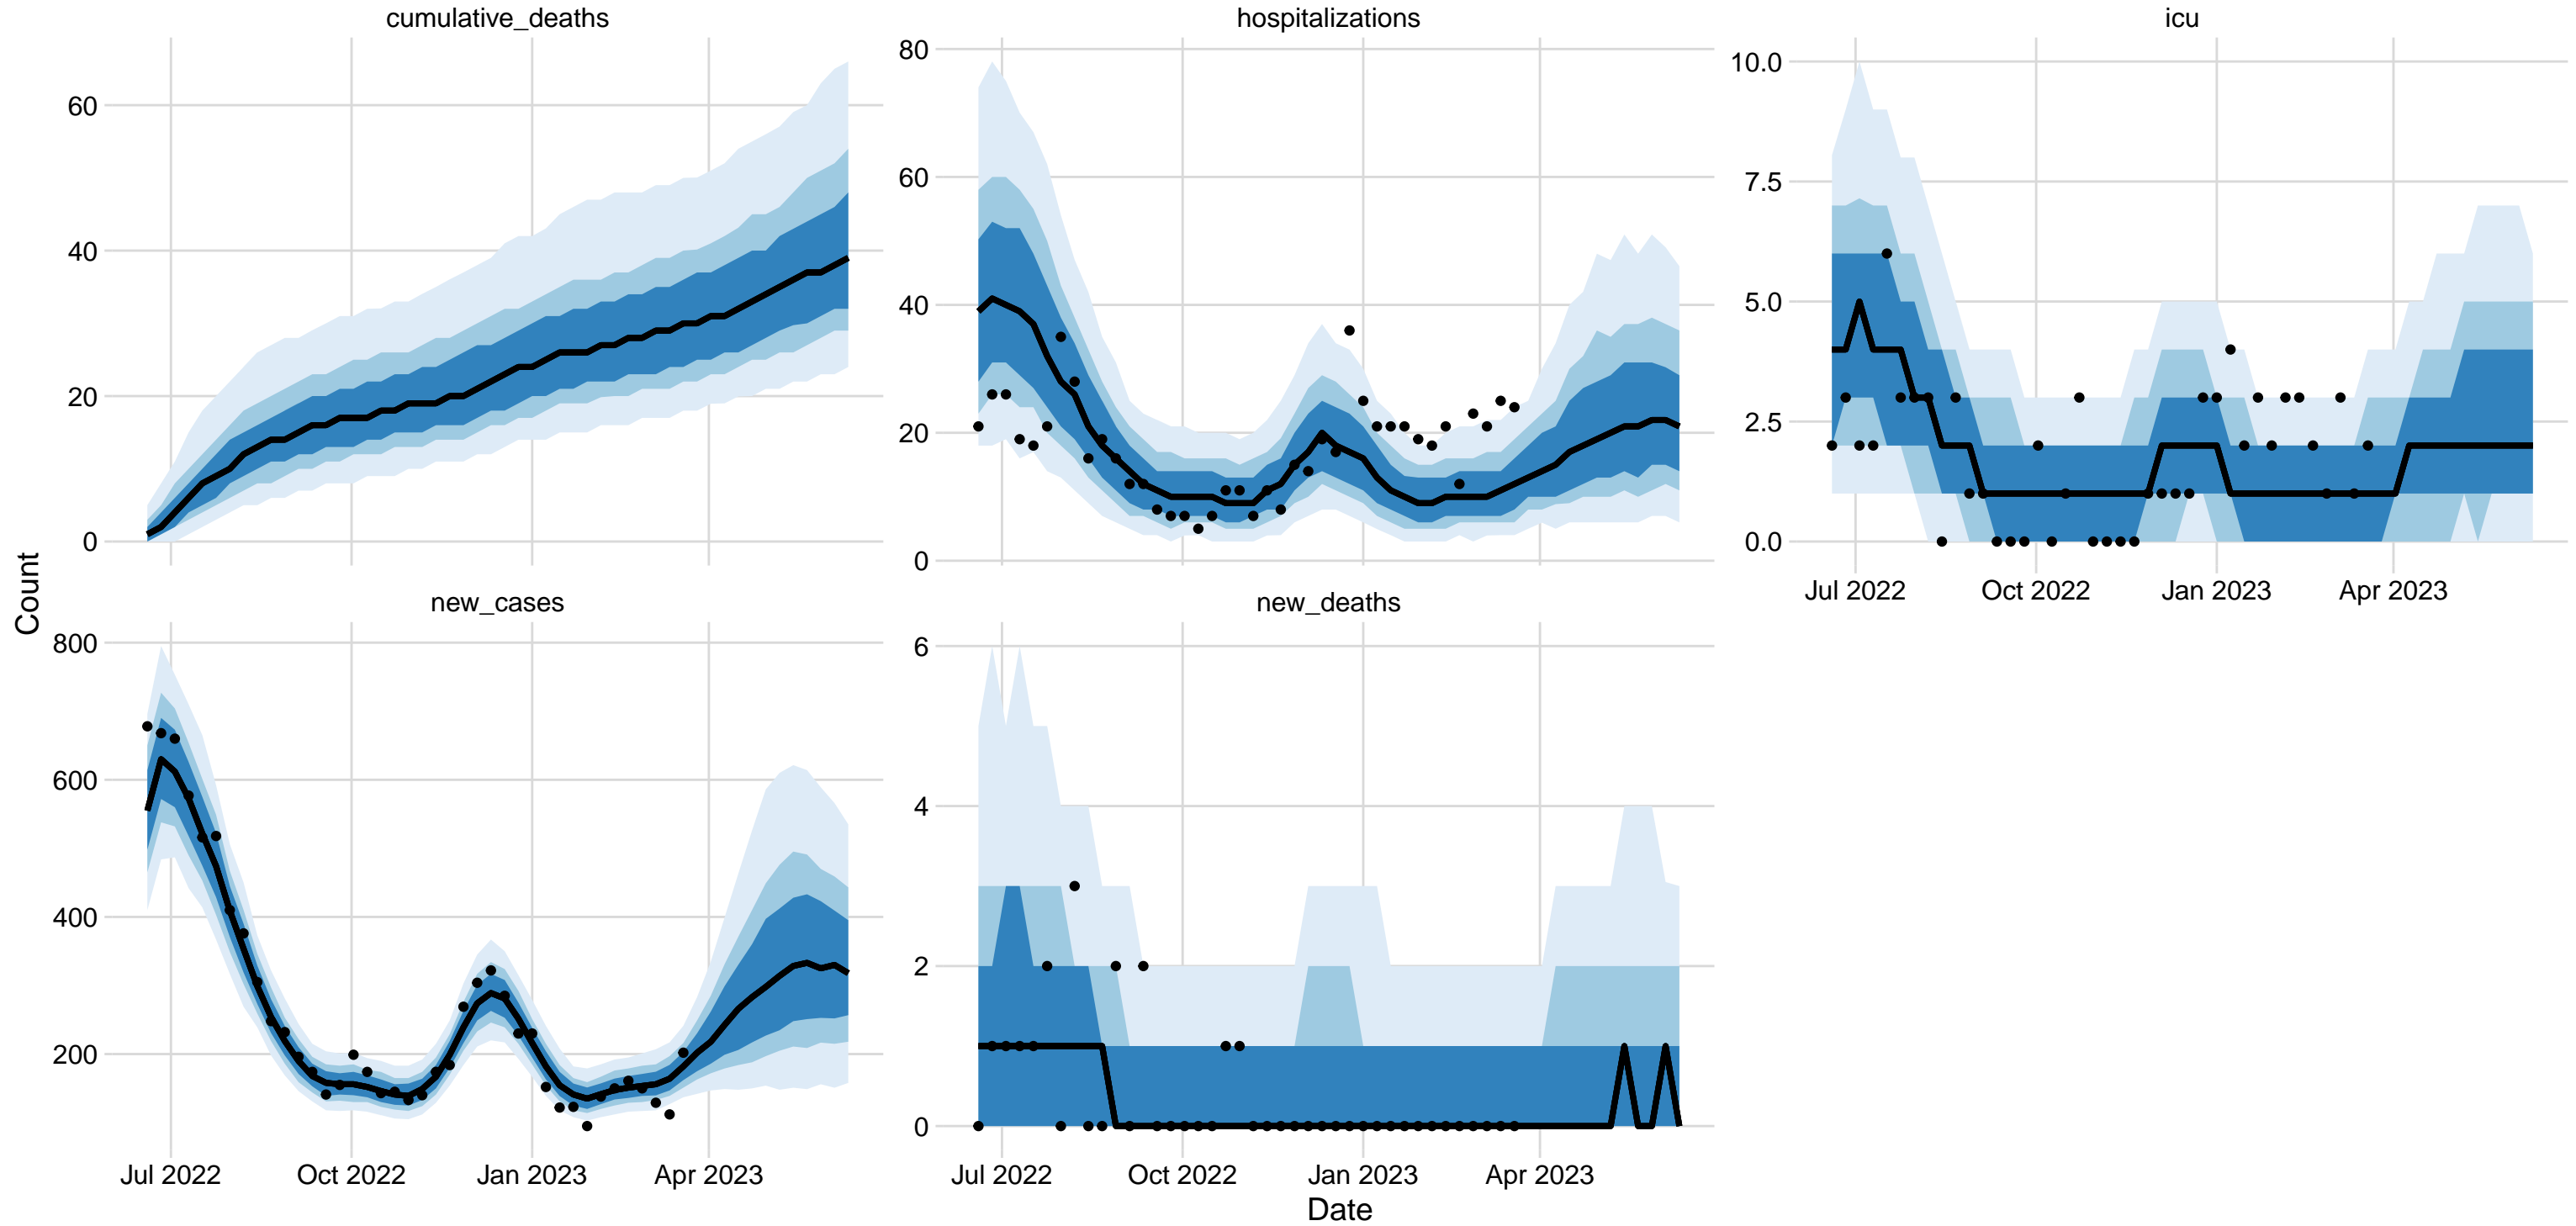 cumulative_deaths
hospitalizations
icu
60
40
20
0
80
60
40
20
0
10.0
7.5
5.0
2.5
0.0
Jul 2022
Oct 2022
Jan 2023
Apr 2023
Count
new_cases
new_deaths
800
600
400
200
6
4
2
0
Jul 2022
Oct 2022
Jan 2023
Apr 2023
Jul 2022
Oct 2022
Jan 2023
Apr 2023
Date